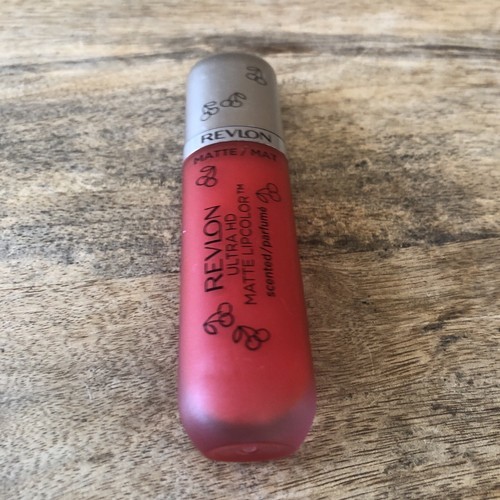 REVLON
MATTE / MAT
REVLON
ULTRA HD
MATTE LIPCOLOR™
scented/parfumé